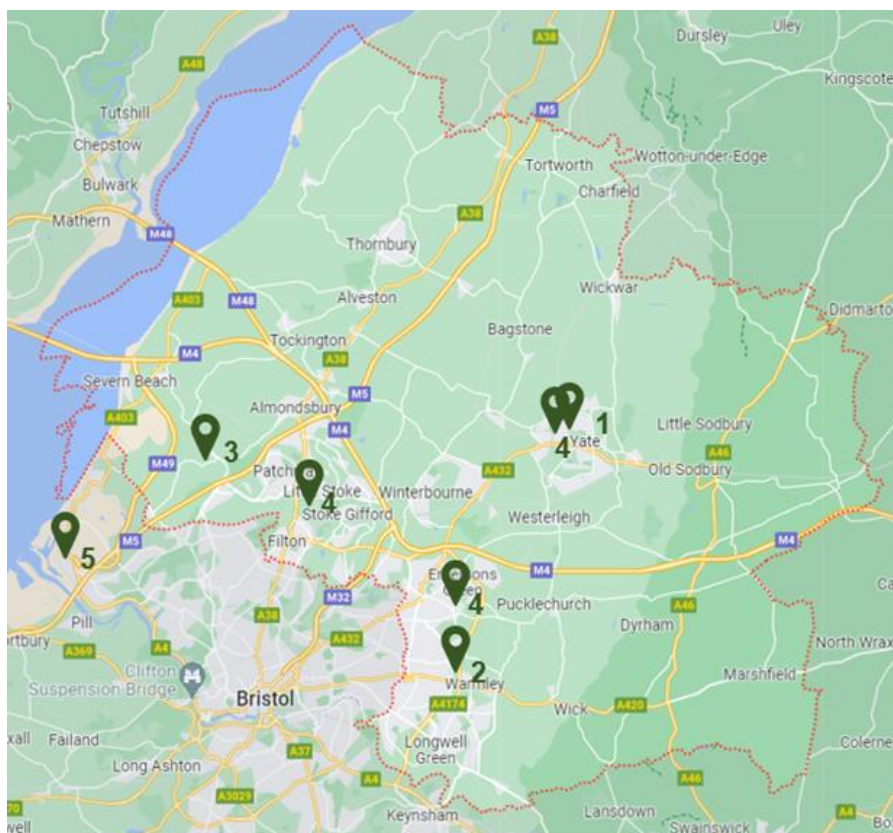 A38
Dursley
Uley
A48
Kingscote
Tutshill
M5
Chepstow
Tortworth
Wotton-under-Edge
Bulwark
Charfield
Mathern
A38
M48
Thornbury
A403
M48
Alveston
Wickwar
Didmarton
Bagstone
Tockington
M4
A38
Severn Beach
M5
A403
Almondsbury
Little Sodbury
1
M4
4
Yate
3
A46
M49
A432
Old Sodbury
Little Stoke
Winterbourne
4
Stoke Gifford
Westerleigh
M5
Filton
M4
5
M4
Green
M32
4
Pucklechurch
A46
Pill
A38
Dyrham
A432
A4
North Wrax
A369
2
Clifton
Suspension Bridge
Warmley
Marshfield
Bristol
A4174
Wick
A420
Failand
Longwell
Green
Colerne
A37
Long Ashton
A4
A46
A3029
Keynsham
Lansdown
A4
Swainswick